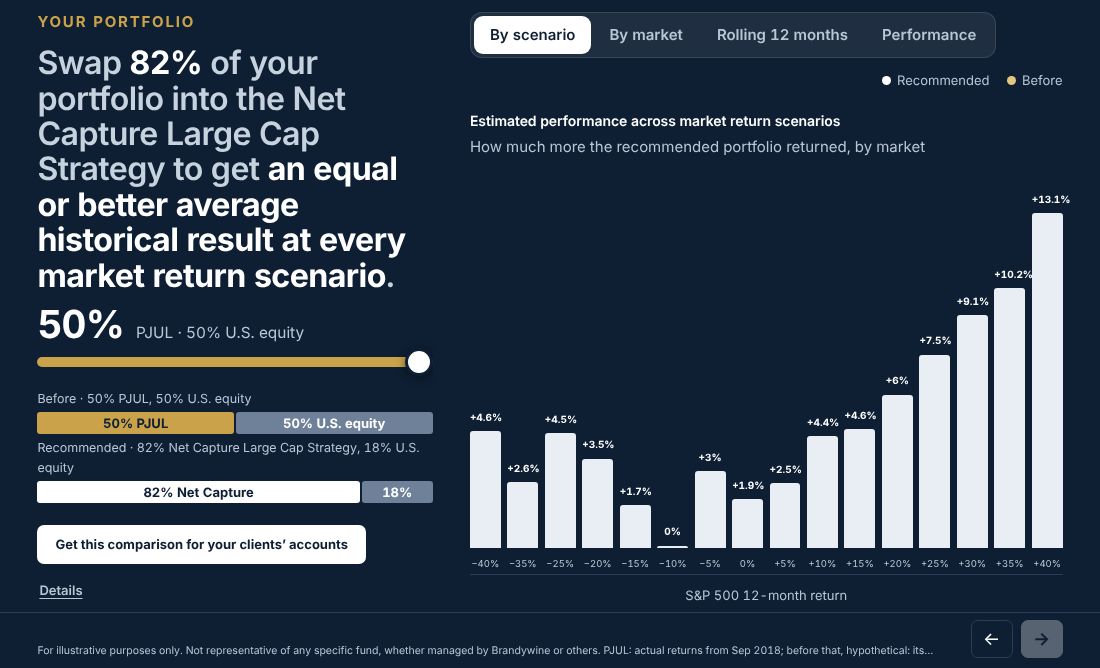 YOUR PORTFOLIO
Swap 82% of your
portfolio into the Net
Capture Large Cap
Strategy to get an equal
or better average
historical result at every
market return scenario.
50% PJUL · 50% U.S. equity
Before · 50% PJUL, 50% U.S. equity
50% PJUL 50% U.S. equity
Recommended · 82% Net Capture Large Cap Strategy, 18% U.S.
equity
82% Net Capture 18%
Get this comparison for your clients’ accounts
Details
By scenario By market Rolling 12 months Performance
Recommended Before
Estimated performance across market return scenarios
How much more the recommended portfolio returned, by market
+4.6% +2.6% +4.5% +3.5% +1.7% 0% +3% +1.9% +2.5% +4.4% +4.6% +6% +7.5% +9.1% +10.2% +13.1%
−40% −35% −25% −20% −15% −10% −5% 0% +5% +10% +15% +20% +25% +30% +35% +40%
S&P 500 12-month return
For illustrative purposes only. Not representative of any specific fund, whether managed by Brandywine or others. PJUL: actual returns from Sep 2018; before that, hypothetical: its…
← →